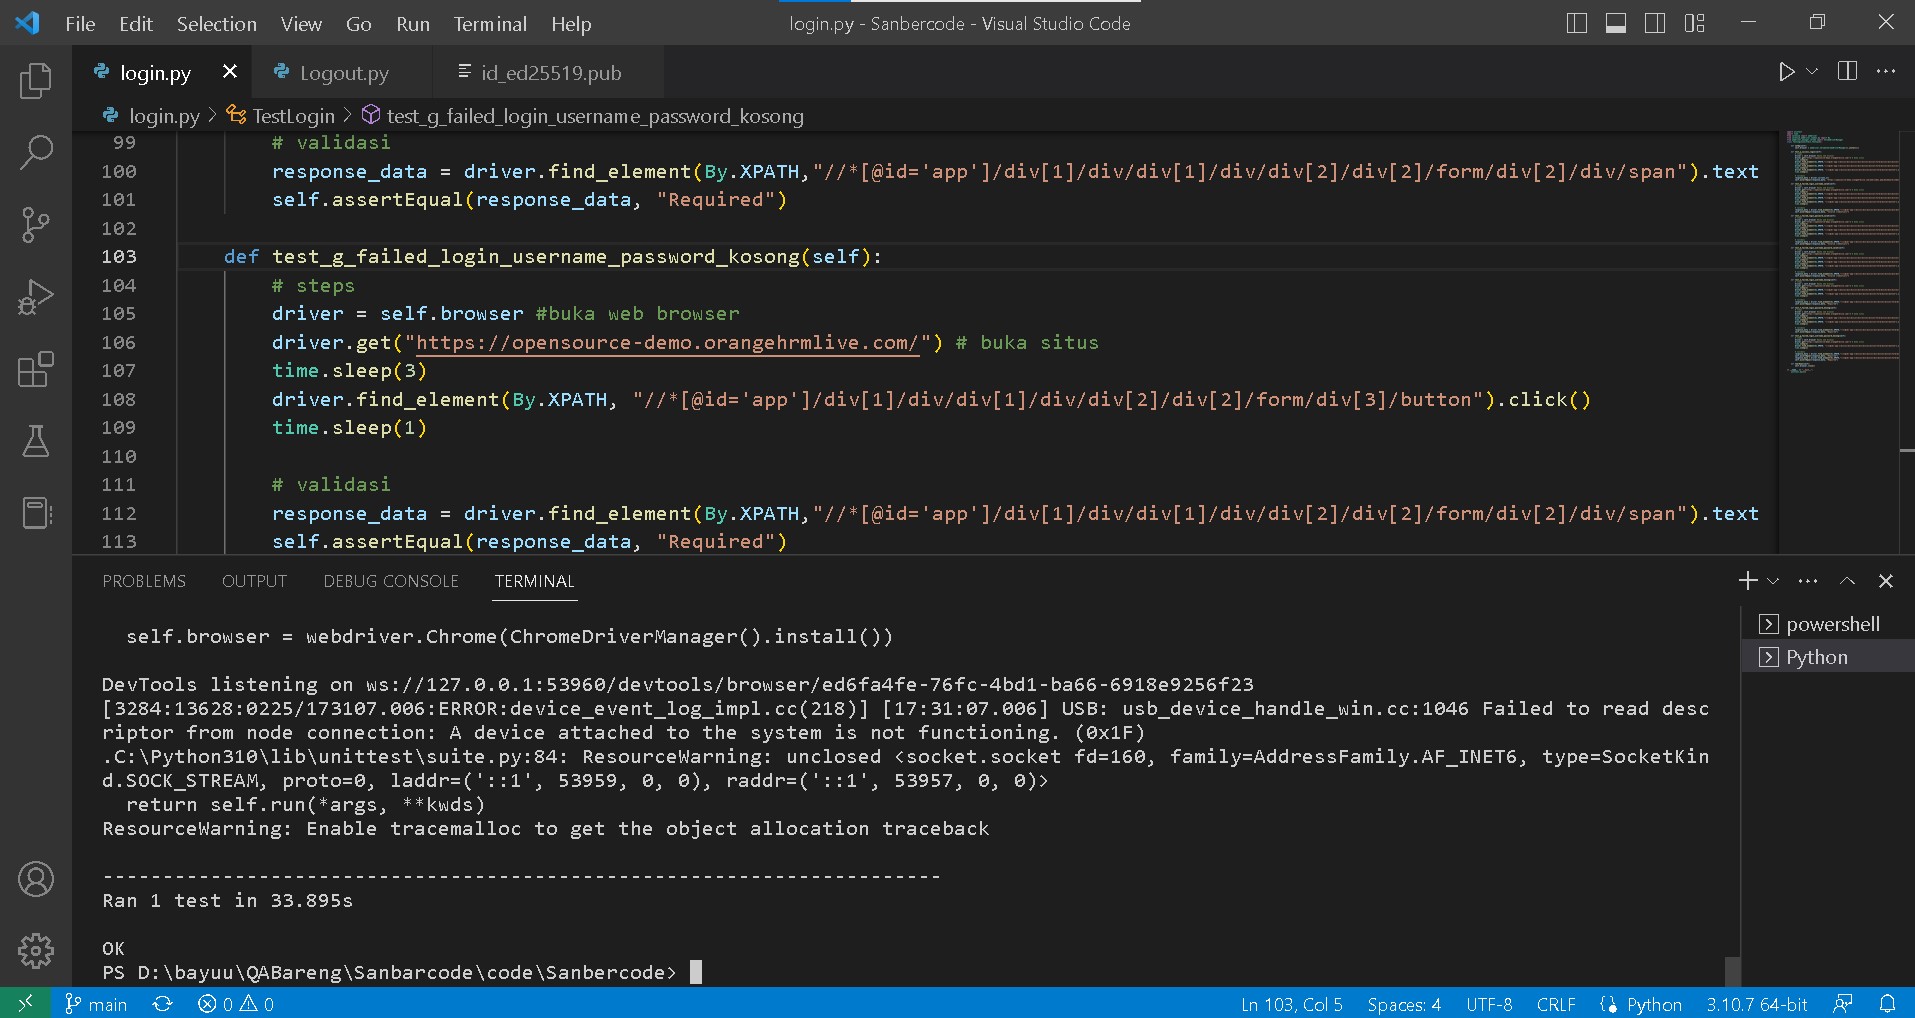 File Edit Selection View Go Run Terminal Help login.py - Sanbercode - Visual Studio Code
login.py Logout.py id_ed25519.pub
login.py > TestLogin > test_g_failed_login_username_password_kosong
99 # validasi
100 response_data = driver.find_element(By.XPATH,"//*[@id='app']/div[1]/div/div[1]/div/div[2]/div[2]/form/div[2]/div/span").text
101 self.assertEqual(response_data, "Required")
102
103 def test_g_failed_login_username_password_kosong(self):
104 # steps
105 driver = self.browser #buka web browser
106 driver.get("https://opensource-demo.orangehrmlive.com/") # buka situs
107 time.sleep(3)
108 driver.find_element(By.XPATH, "//*[@id='app']/div[1]/div/div[1]/div/div[2]/div[2]/form/div[3]/button").click()
109 time.sleep(1)
110
111 # validasi
112 response_data = driver.find_element(By.XPATH,"//*[@id='app']/div[1]/div/div[1]/div/div[2]/div[2]/form/div[2]/div/span").text
113 self.assertEqual(response_data, "Required")
PROBLEMS OUTPUT DEBUG CONSOLE TERMINAL
self.browser = webdriver.Chrome(ChromeDriverManager().install())
powershell
Python
DevTools listening on ws://127.0.0.1:53960/devtools/browser/ed6fa4fe-76fc-4bd1-ba66-6918e9256f23
[3284:13628:0225/173107.006:ERROR:device_event_log_impl.cc(218)] [17:31:07.006] USB: usb_device_handle_win.cc:1046 Failed to read desc
riptor from node connection: A device attached to the system is not functioning. (0x1F)
.C:\Python310\lib\unittest\suite.py:84: ResourceWarning: unclosed <socket.socket fd=160, family=AddressFamily.AF_INET6, type=SocketKin
d.SOCK_STREAM, proto=0, laddr=('::1', 53959, 0, 0), raddr=('::1', 53957, 0, 0)>
return self.run(*args, **kwds)
ResourceWarning: Enable tracemalloc to get the object allocation traceback
----------------------------------------------------------------------
Ran 1 test in 33.895s
OK
PS D:\bayuu\QABareng\Sanbarcode\code\Sanbercode>
main 0 0 Ln 103, Col 5 Spaces: 4 UTF-8 CRLF Python 3.10.7 64-bit